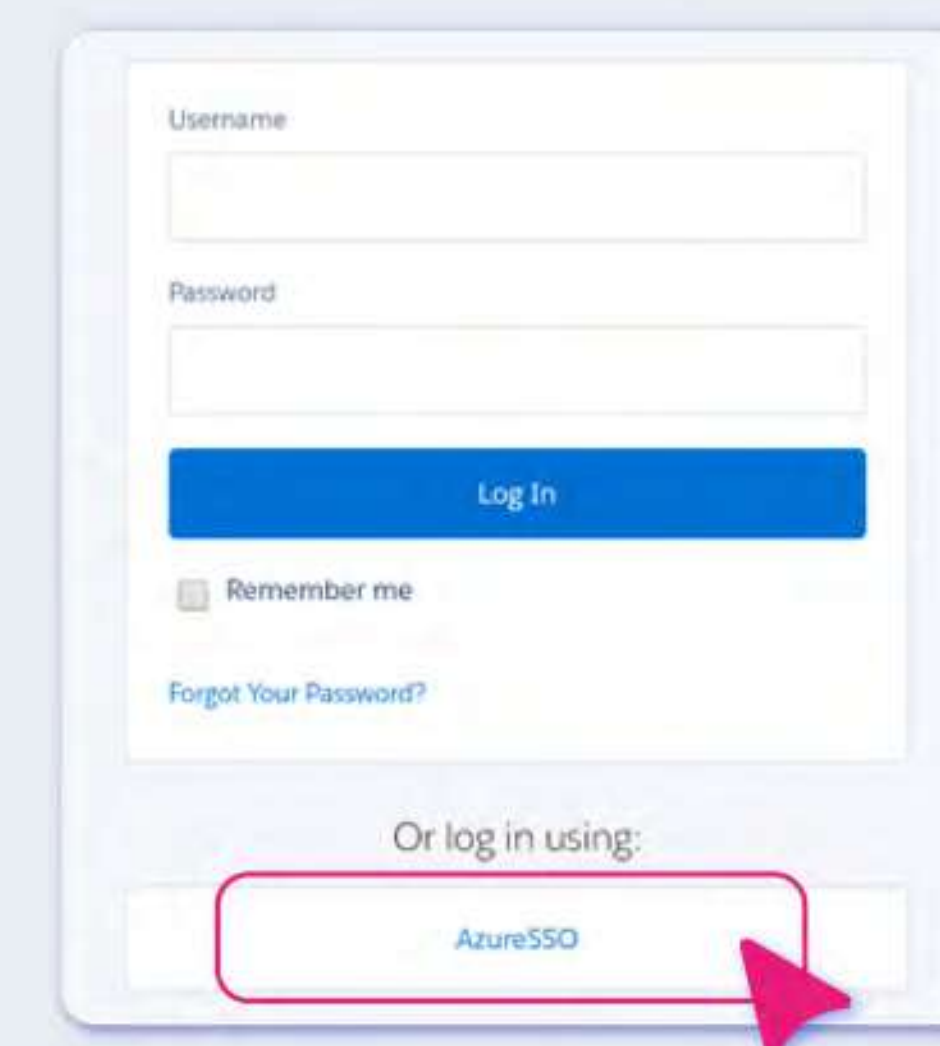 Username
Password
Log In
Remember me
Forgot Your Password?
Or log in using:
AzureSSO